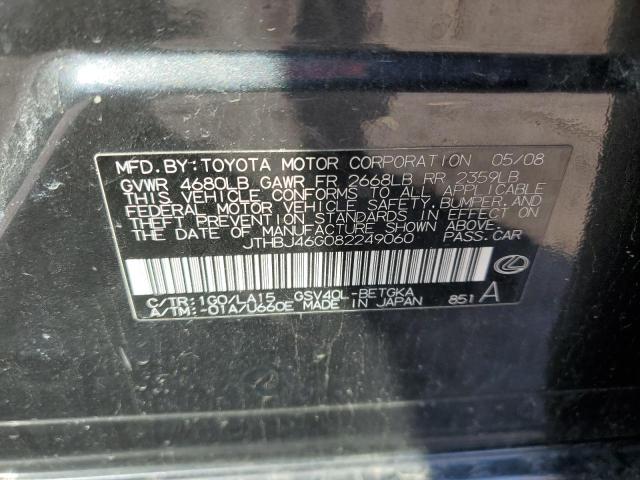 MFD. BY: TOYOTA MOTOR CORPORATION 05/08
GVWR 4680LB GAWR FR 2668LB RR 2359LB
THIS VEHICLE CONFORMS TO ALL APPLICABLE
FEDERAL MOTOR VEHICLE SAFETY, BUMPER, AND
THEFT PREVENTION STANDARDS IN EFFECT ON
THE DATE OF MANUFACTURE SHOWN ABOVE.
JTHBJ46G082249060 PASS. CAR
C/TR: 1G0/LA15 GSV40L-BETGKA
A/TM: -01A/U660E MADE IN JAPAN 851A